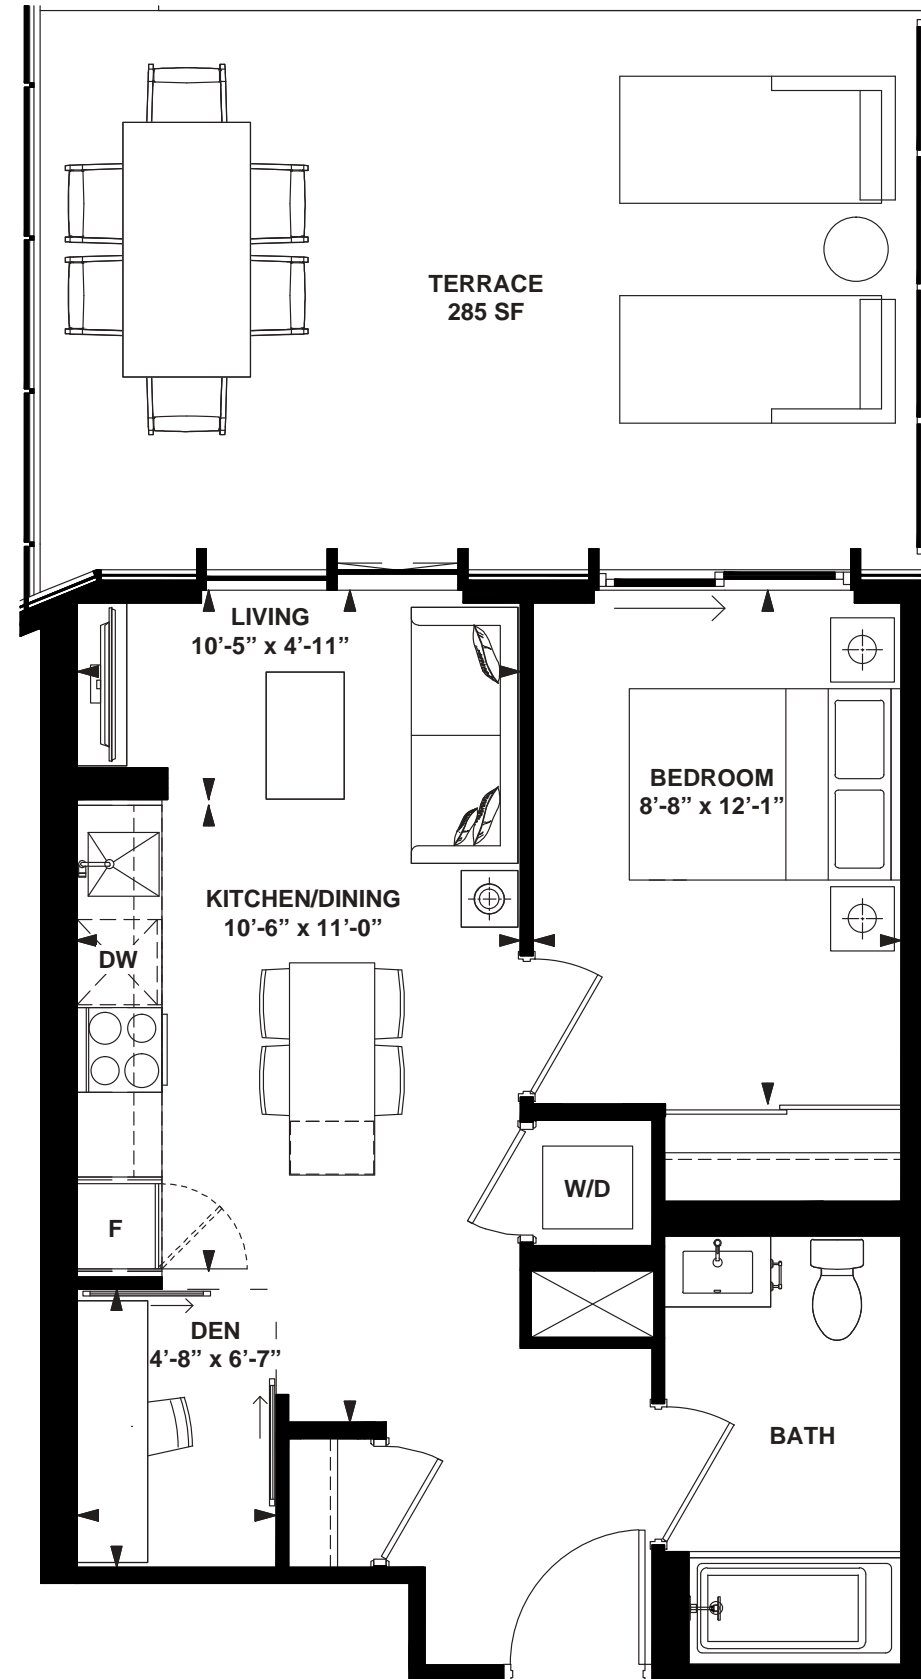 TERRACE
285 SF
LIVING
10’-5” x 4’-11”
BEDROOM
8’-8” x 12’-1”
KITCHEN/DINING
10’-6” x 11’-0”
DW
W/D
F
DEN
4’-8” x 6’-7”
BATH